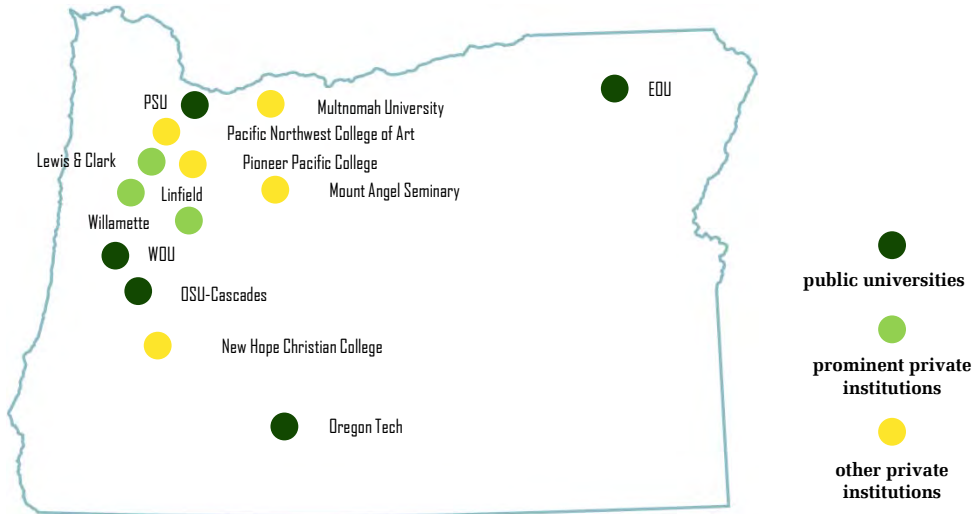 PSU
EOU
Multnomah University
Pacific Northwest College of Art
Lewis & Clark
Pioneer Pacific College
Linfield
Mount Angel Seminary
Willamette
WOU
OSU-Cascades
New Hope Christian College
Oregon Tech
public universities
prominent private
institutions
other private
institutions